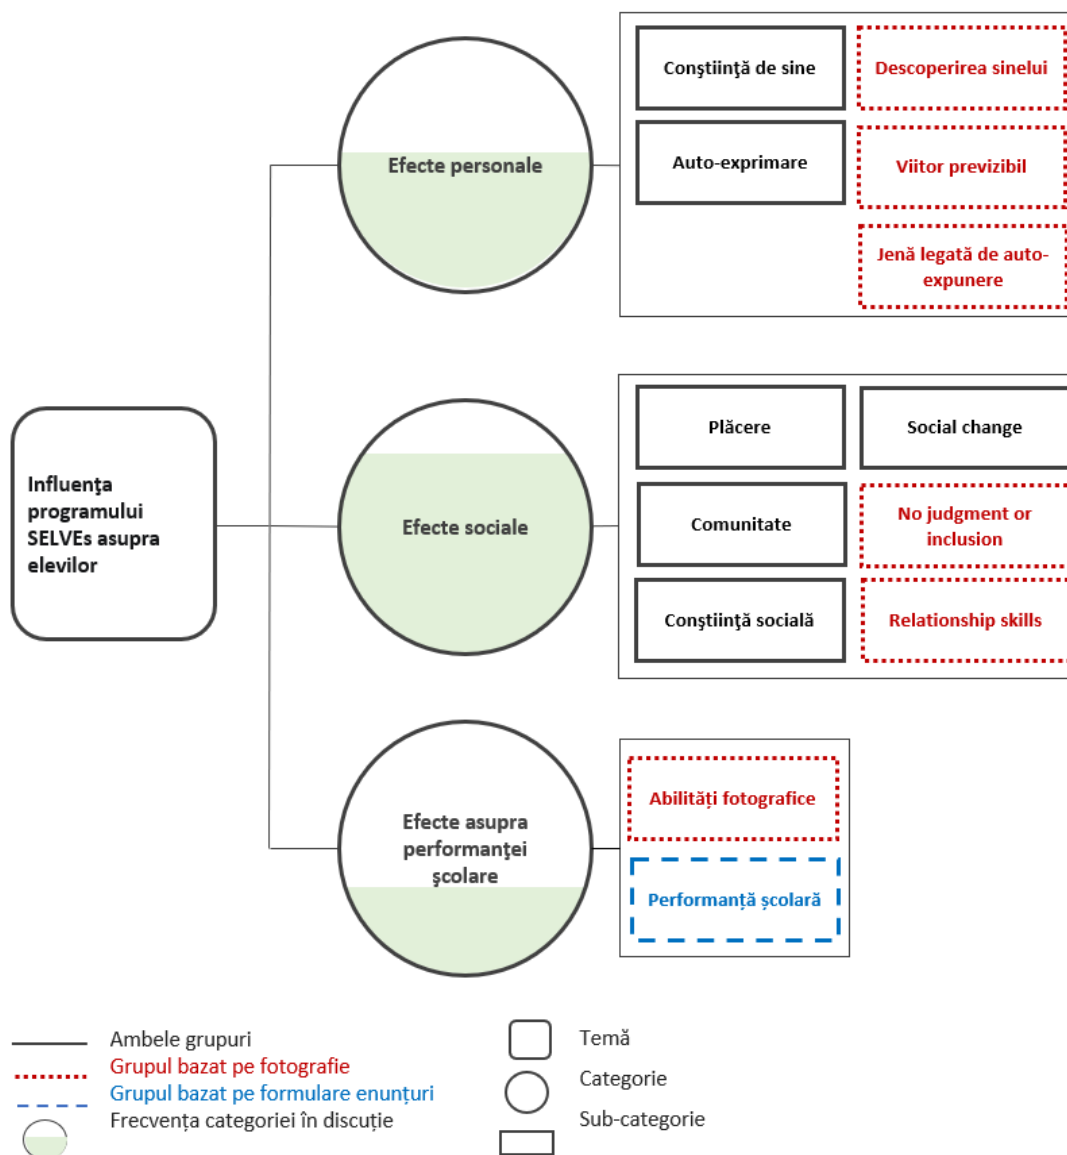 Conştiinţă de sine
Descoperirea sinelui
Efecte personale
Auto-exprimare
Viitor previzibil
Jenă legată de auto-
expunere
Plăcere
Social change
Influenţa
programului
SELVEs asupra
elevilor
Efecte sociale
Comunitate
No judgment or
inclusion
Conştiinţă socială
Relationship skills
Efecte asupra
performanţei
şcolare
Abilități fotografice
Performanță școlară
Ambele grupuri
Grupul bazat pe fotografie
Grupul bazat pe formulare enunțuri
Frecvența categoriei în discuție
Temă
Categorie
Sub-categorie